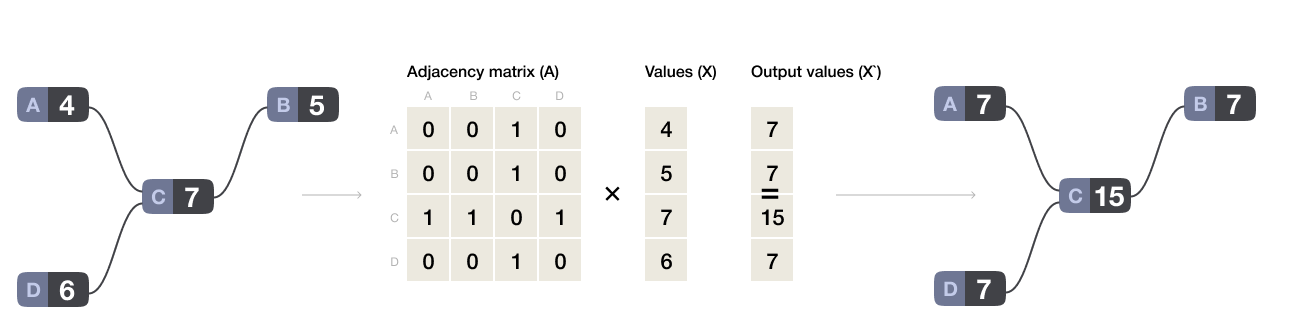 Adjacency matrix (A)
Values (X)
Output values (X`)
A 4
B 5
C 7
D 6
A B C D
A 0 0 1 0
B 0 0 1 0
C 1 1 0 1
D 0 0 1 0
×
4
5
7
6
=
7
7
15
7
A 7
B 7
C 15
D 7